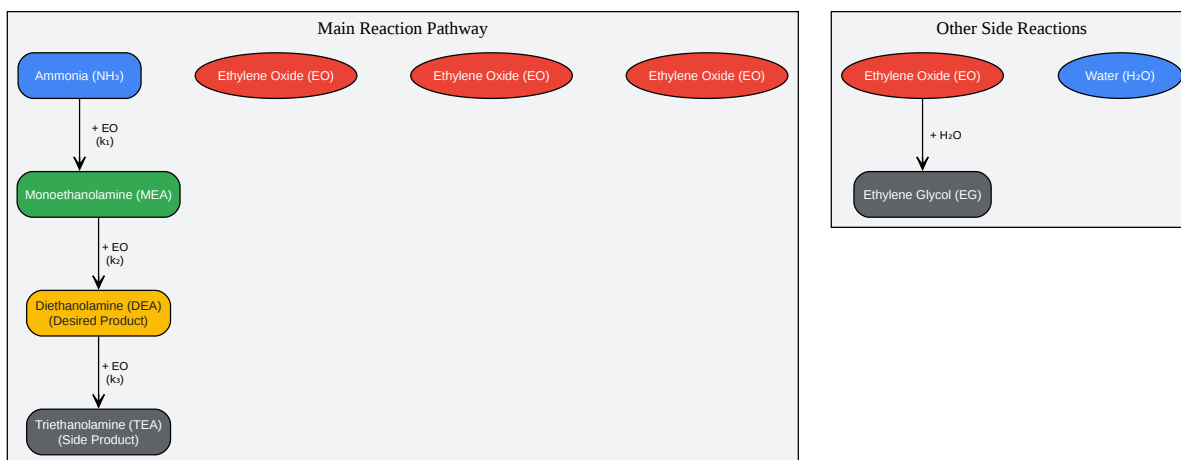 Main Reaction Pathway
Ammonia (NH₃)
Ethylene Oxide (EO)
Ethylene Oxide (EO)
Ethylene Oxide (EO)
+ EO
(k₁)
Monoethanolamine (MEA)
+ EO
(k₂)
Diethanolamine (DEA)
(Desired Product)
+ EO
(k₃)
Triethanolamine (TEA)
(Side Product)
Other Side Reactions
Ethylene Oxide (EO)
Water (H₂O)
+ H₂O
Ethylene Glycol (EG)